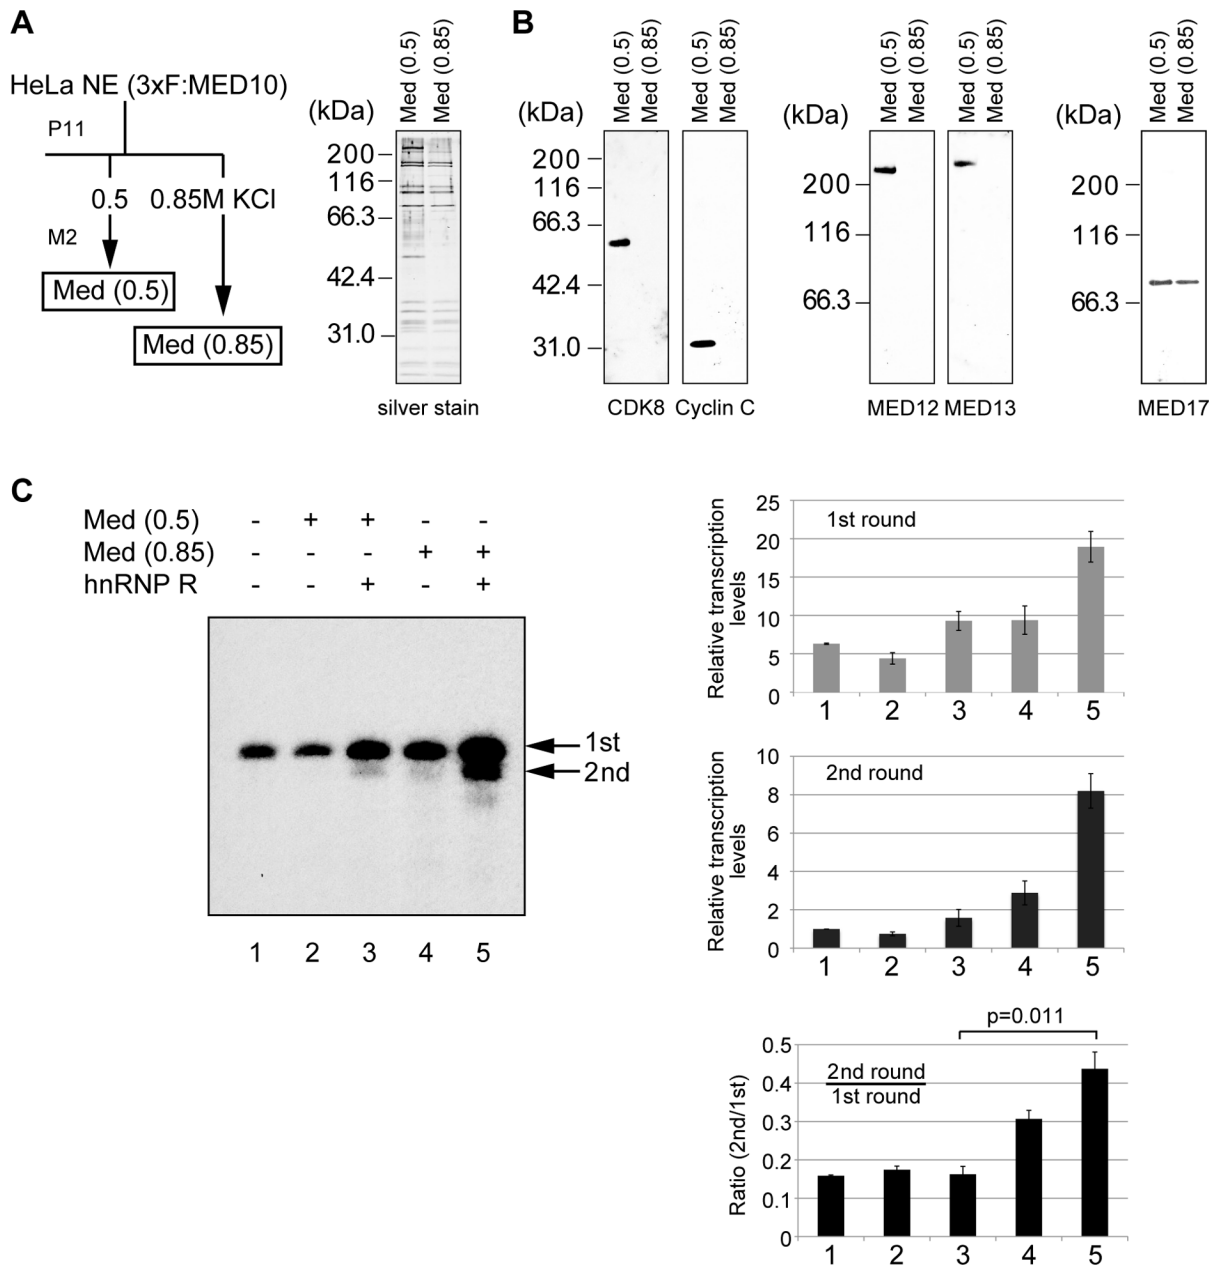 A
HeLa NE (3xF:MED10)
P11
0.5
0.85M KCl
M2
Med (0.5)
Med (0.85)
(kDa)
Med (0.5)
Med (0.85)
200
116
66.3
42.4
31.0
silver stain
B
(kDa)
Med (0.5)
Med (0.85)
Med (0.5)
Med (0.85)
200
116
66.3
42.4
31.0
CDK8
Cyclin C
(kDa)
Med (0.5)
Med (0.85)
Med (0.5)
Med (0.85)
200
116
66.3
MED12
MED13
(kDa)
Med (0.5)
Med (0.85)
200
116
66.3
MED17
C
Med (0.5) - + + - -
Med (0.85) - - - + +
hnRNP R - - + - +
1st
2nd
1 2 3 4 5
Relative transcription
levels
25
20
15
10
5
0
1st round
1 2 3 4 5
Relative transcription
levels
10
8
6
4
2
0
2nd round
1 2 3 4 5
p=0.011
Ratio (2nd/1st)
0.5
0.4
0.3
0.2
0.1
0
2nd round
1st round
1 2 3 4 5